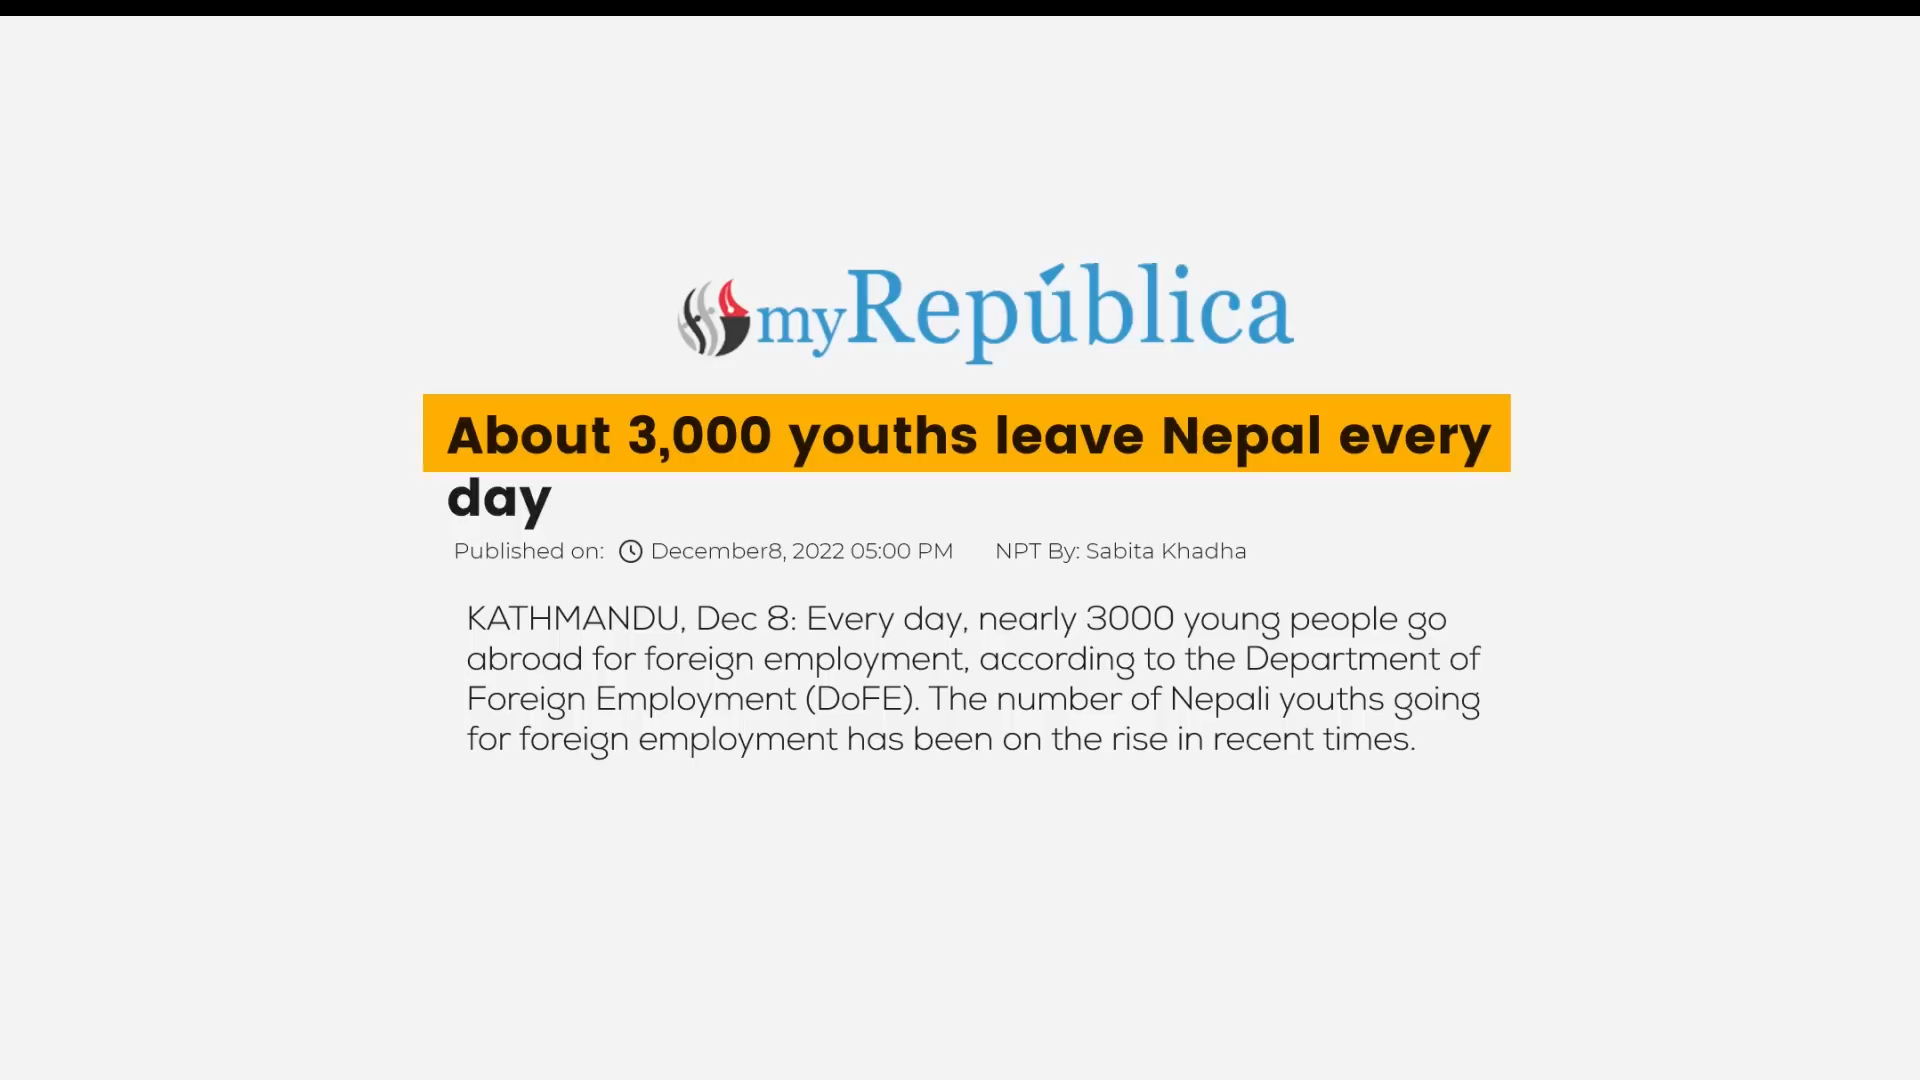 myRepública
About 3,000 youths leave Nepal every
day
Published on: December8, 2022 05:00 PM NPT By: Sabita Khadha
KATHMANDU, Dec 8: Every day, nearly 3000 young people go
abroad for foreign employment, according to the Department of
Foreign Employment (DoFE). The number of Nepali youths going
for foreign employment has been on the rise in recent times.